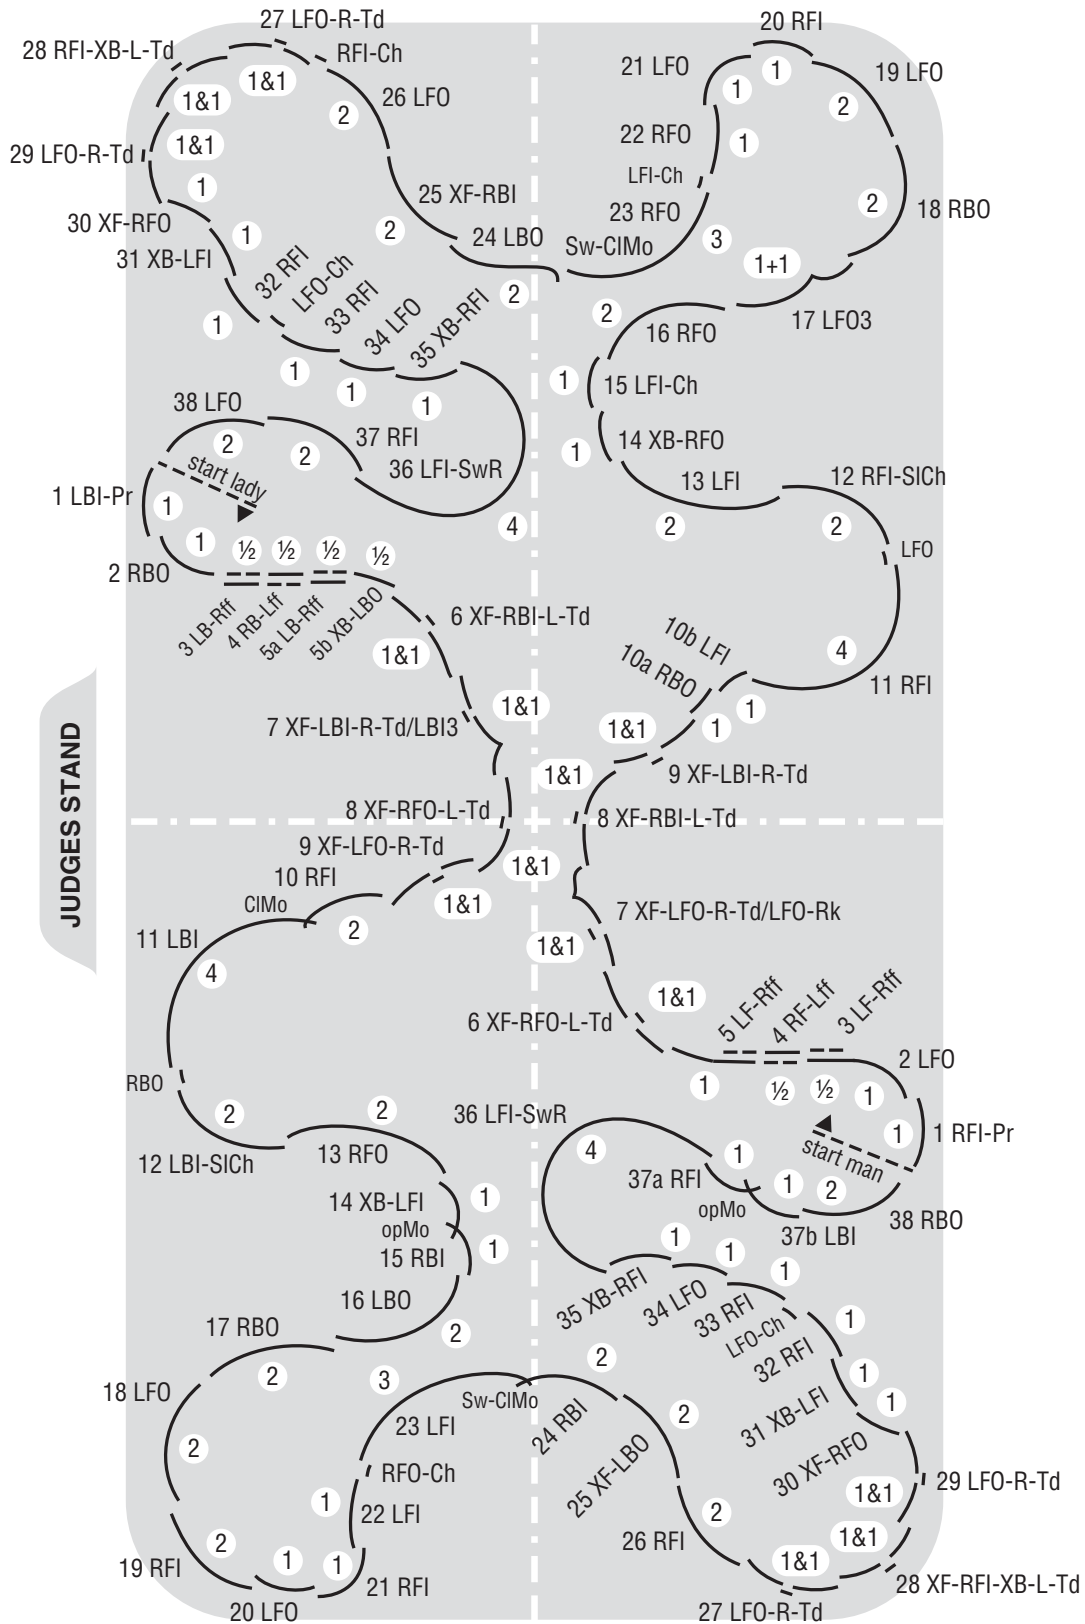 27 LFO-R-Td
28 RFI-XB-L-Td
RFI-Ch
1&1
1&1
26 LFO
2
1&1
29 LFO-R-Td
1
25 XF-RBI
30 XF-RFO
1
2
24 LBO
31 XB-LFI
32 RFI
LFO-Ch
33 RFI
34 LFO
35 XB-RFI
2
1
1
1
1
38 LFO
2
2
37 RFI
36 LFI-SwR
4
start lady
1 LBI-Pr
1
1
½
½
½
½
2 RBO
3 LB-Rff
4 RB-Lff
5a LB-Rff
5b XB-LBO
6 XF-RBI-L-Td
1&1
1&1
7 XF-LBI-R-Td/LBI3
8 XF-RFO-L-Td
9 XF-LFO-R-Td
1&1
1&1
10 RFI
ClMo
2
11 LBI
4
RBO
2
2
12 LBI-SlCh
13 RFO
14 XB-LFI
1
opMo
15 RBI
1
16 LBO
2
17 RBO
2
18 LFO
2
3
Sw-ClMo
23 LFI
RFO-Ch
1
22 LFI
2
1
1
19 RFI
20 LFO
21 RFI
JUDGES STAND
20 RFI
21 LFO
1
1
19 LFO
2
22 RFO
1
LFI-Ch
23 RFO
2
18 RBO
Sw-ClMo
3
1+1
17 LFO3
2
16 RFO
1
15 LFI-Ch
1
14 XB-RFO
13 LFI
2
12 RFI-SlCh
2
LFO
4
11 RFI
10b LFI
10a RBO
1
1
1&1
1&1
9 XF-LBI-R-Td
8 XF-RBI-L-Td
7 XF-LFO-R-Td/LFO-Rk
1&1
1&1
6 XF-RFO-L-Td
5 LF-Rff
4 RF-Lff
3 LF-Rff
2 LFO
1
½
½
1
1
1 RFI-Pr
start man
36 LFI-SwR
4
37a RFI
1
opMo
1
2
37b LBI
38 RBO
1
1
1
35 XB-RFI
34 LFO
33 RFI
LFO-Ch
32 RFI
1
1
1
31 XB-LFI
30 XF-RFO
2
24 RBI
2
25 XF-LBO
2
26 RFI
29 LFO-R-Td
1&1
1&1
1&1
28 XF-RFI-XB-L-Td
27 LFO-R-Td